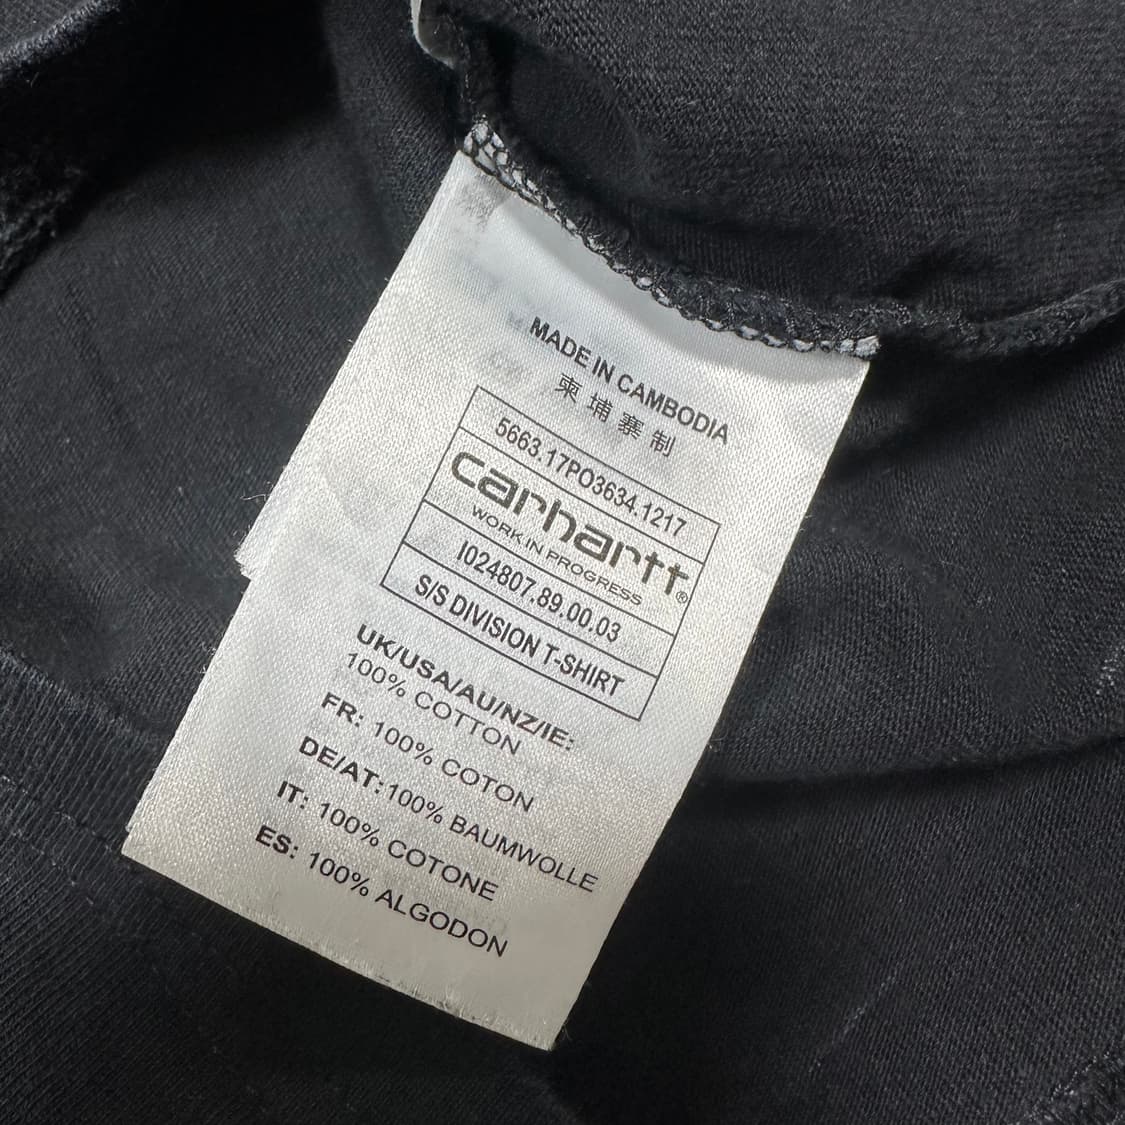 MADE IN CAMBODIA
柬埔寨制
5663.17PO3634.1217
carhartt®
WORK IN PROGRESS
I024807.89.00.03
S/S DIVISION T-SHIRT
UK/USA/AU/NZ/IE:
100% COTTON
FR: 100% COTON
DE/AT:100% BAUMWOLLE
IT: 100% COTONE
ES: 100% ALGODON